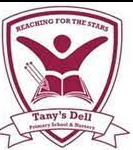 REACHING FOR THE STARS
Tany's Dell
Primary School & Nursery